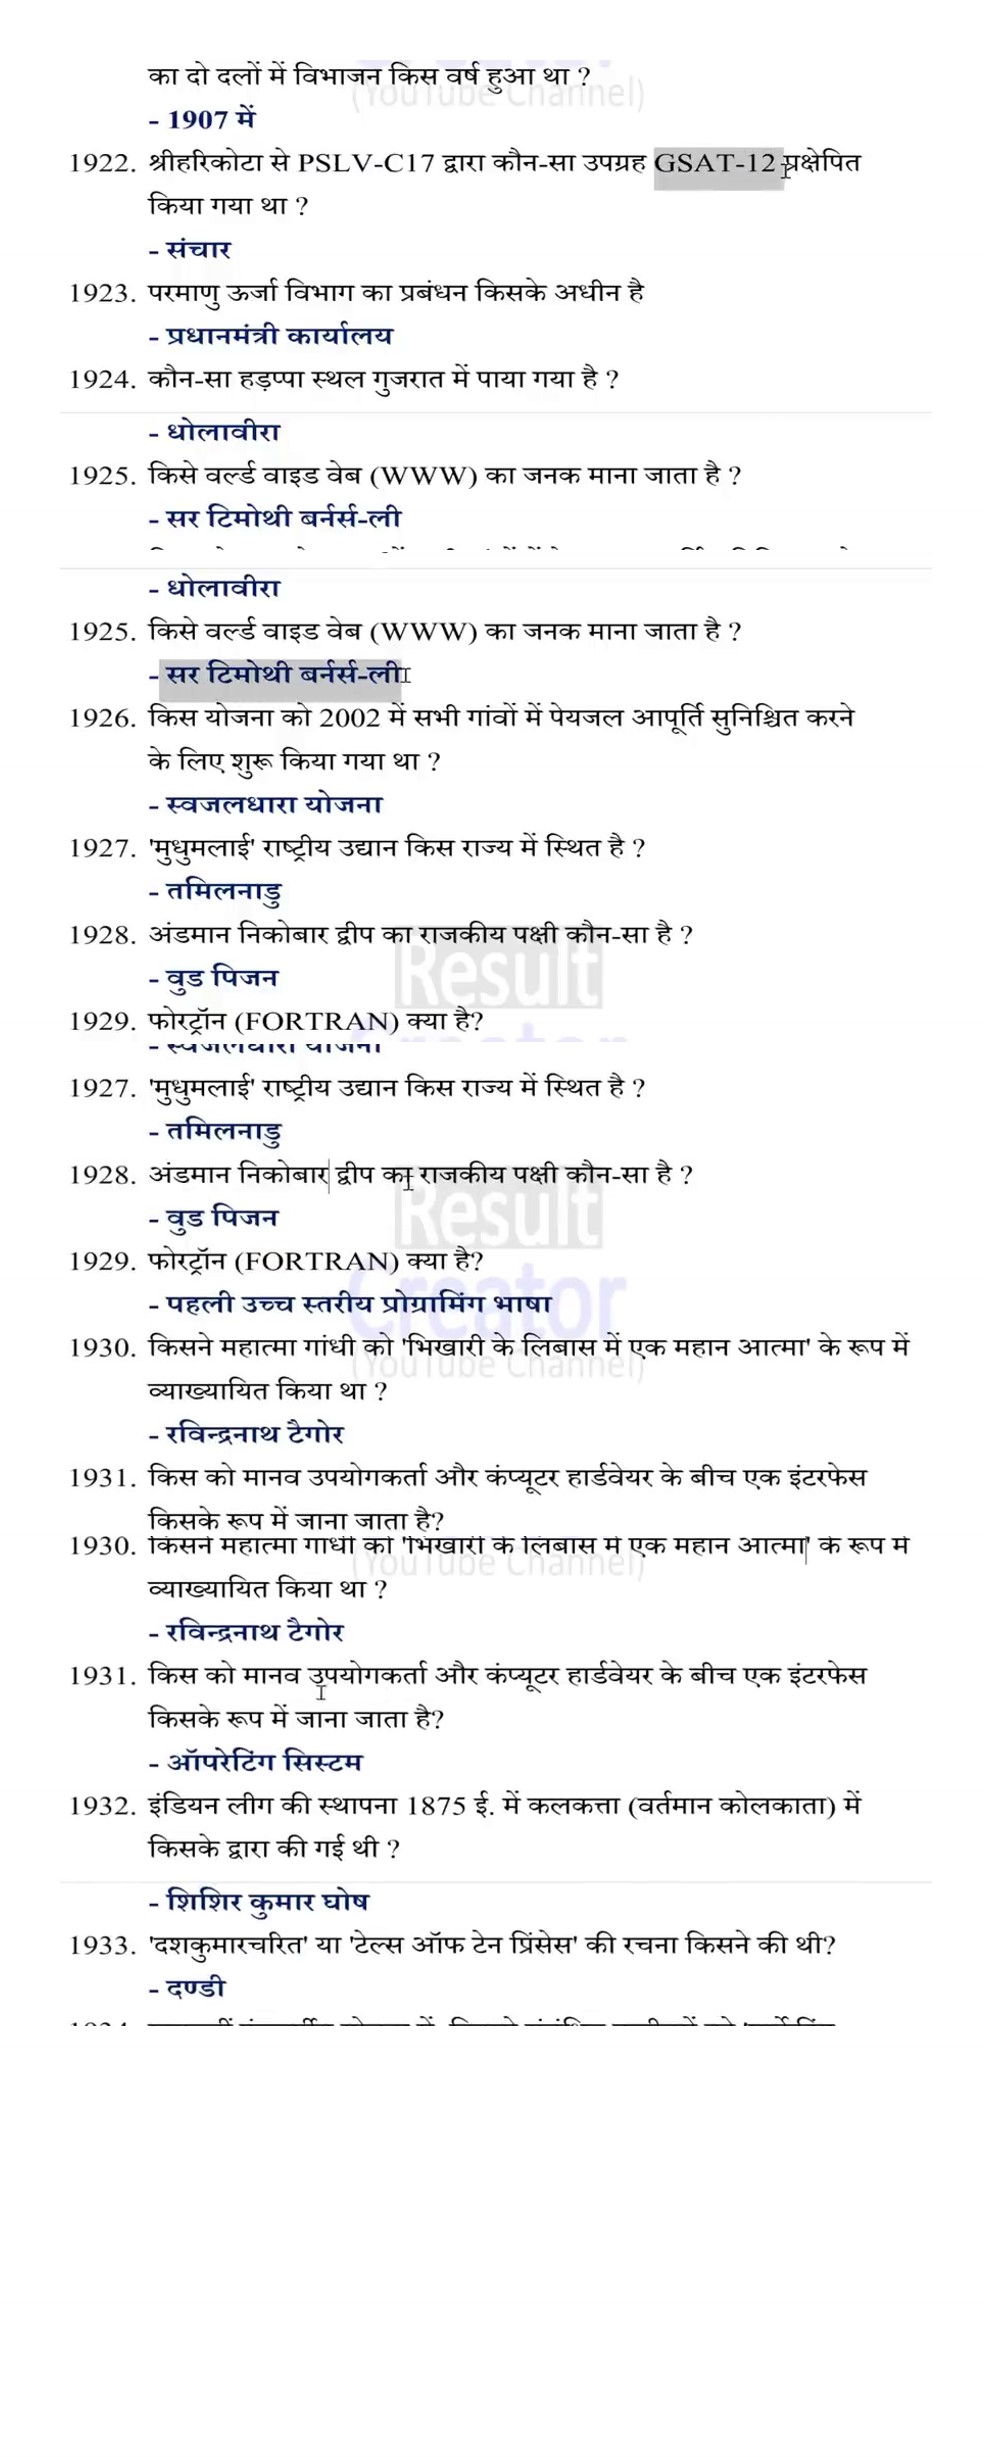 का दो दलों में विभाजन किस वर्ष हुआ था ?
(YouTube Channel)
- 1907 में
1922. श्रीहरिकोटा से PSLV-C17 द्वारा कौन-सा उपग्रह GSAT-12 प्रक्षेपित
किया गया था ?
- संचार
1923. परमाणु ऊर्जा विभाग का प्रबंधन किसके अधीन है
- प्रधानमंत्री कार्यालय
1924. कौन-सा हड़प्पा स्थल गुजरात में पाया गया है ?
- धोलावीरा
1925. किसे वर्ल्ड वाइड वेब (WWW) का जनक माना जाता है ?
- सर टिमोथी बर्नर्स-ली
- धोलावीरा
1925. किसे वर्ल्ड वाइड वेब (WWW) का जनक माना जाता है ?
- सर टिमोथी बर्नर्स-ली
1926. किस योजना को 2002 में सभी गांवों में पेयजल आपूर्ति सुनिश्चित करने
के लिए शुरू किया गया था ?
- स्वजलधारा योजना
1927. 'मुधुमलाई' राष्ट्रीय उद्यान किस राज्य में स्थित है ?
- तमिलनाडु
1928. अंडमान निकोबार द्वीप का राजकीय पक्षी कौन-सा है ?
Result
- वुड पिजन
1929. फोरट्रॉन (FORTRAN) क्या है?
- स्वजलधारा योजना
1927. 'मुधुमलाई' राष्ट्रीय उद्यान किस राज्य में स्थित है ?
- तमिलनाडु
1928. अंडमान निकोबार द्वीप का राजकीय पक्षी कौन-सा है ?
Result
- वुड पिजन
1929. फोरट्रॉन (FORTRAN) क्या है?
Creator
- पहली उच्च स्तरीय प्रोग्रामिंग भाषा
1930. किसने महात्मा गांधी को 'भिखारी के लिबास में एक महान आत्मा' के रूप में
(YouTube Channel)
व्याख्यायित किया था ?
- रविन्द्रनाथ टैगोर
1931. किस को मानव उपयोगकर्ता और कंप्यूटर हार्डवेयर के बीच एक इंटरफेस
किसके रूप में जाना जाता है?
1930. किसने महात्मा गांधी को 'भिखारी के लिबास में एक महान आत्मा' के रूप में
(YouTube Channel)
व्याख्यायित किया था ?
- रविन्द्रनाथ टैगोर
1931. किस को मानव उपयोगकर्ता और कंप्यूटर हार्डवेयर के बीच एक इंटरफेस
किसके रूप में जाना जाता है?
- ऑपरेटिंग सिस्टम
1932. इंडियन लीग की स्थापना 1875 ई. में कलकत्ता (वर्तमान कोलकाता) में
किसके द्वारा की गई थी ?
- शिशिर कुमार घोष
1933. 'दशकुमारचरित' या 'टेल्स ऑफ टेन प्रिंसेस' की रचना किसने की थी?
- दण्डी